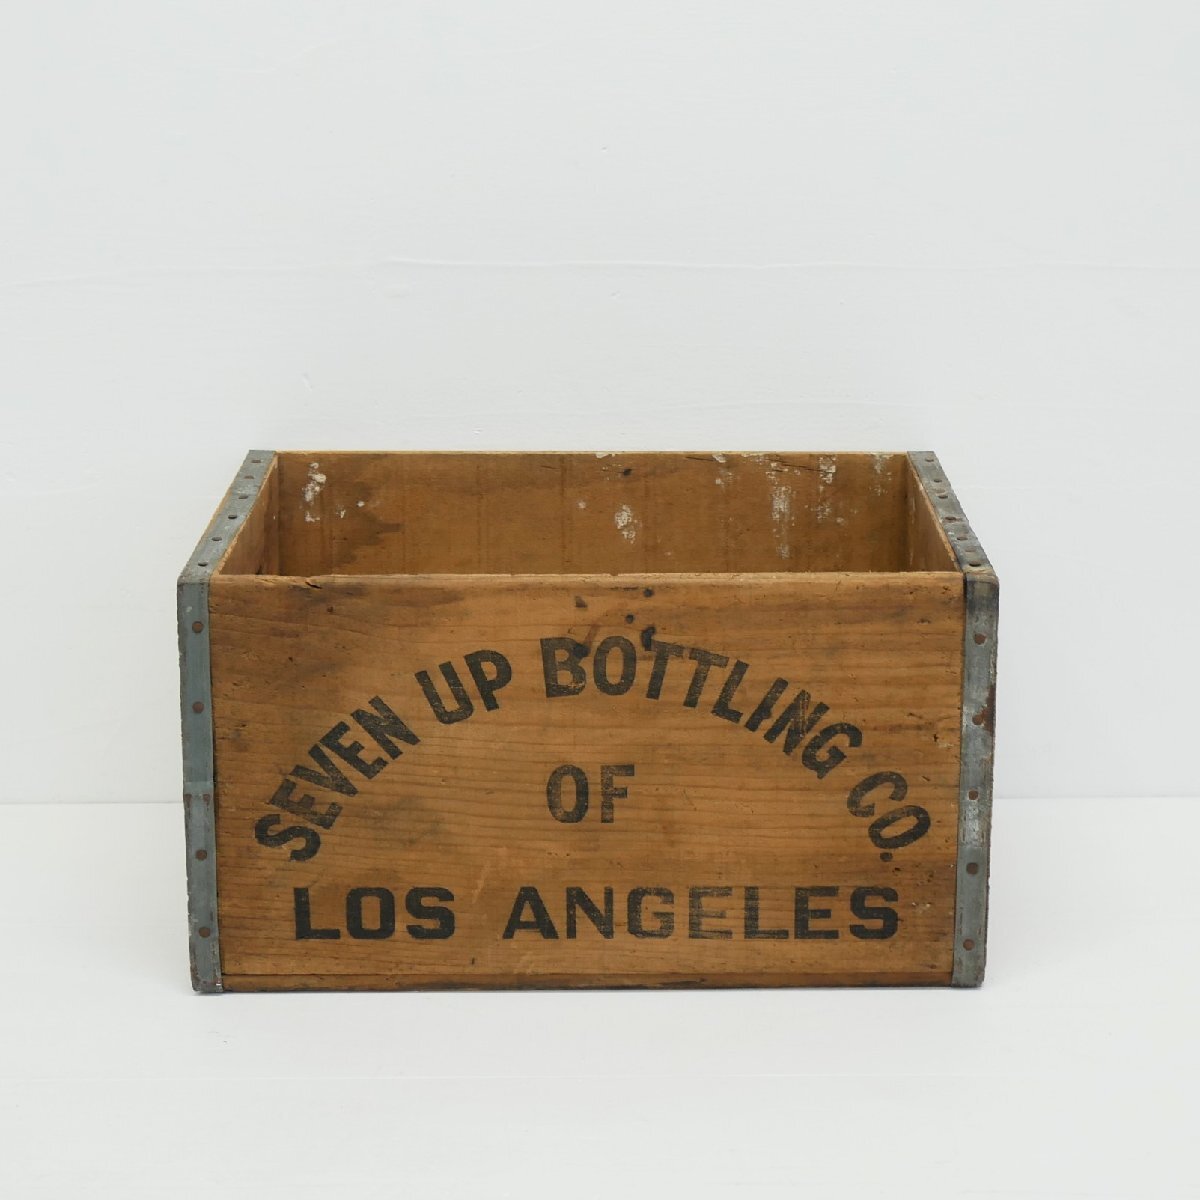 SEVEN UP BOTTLING CO.
OF
LOS ANGELES